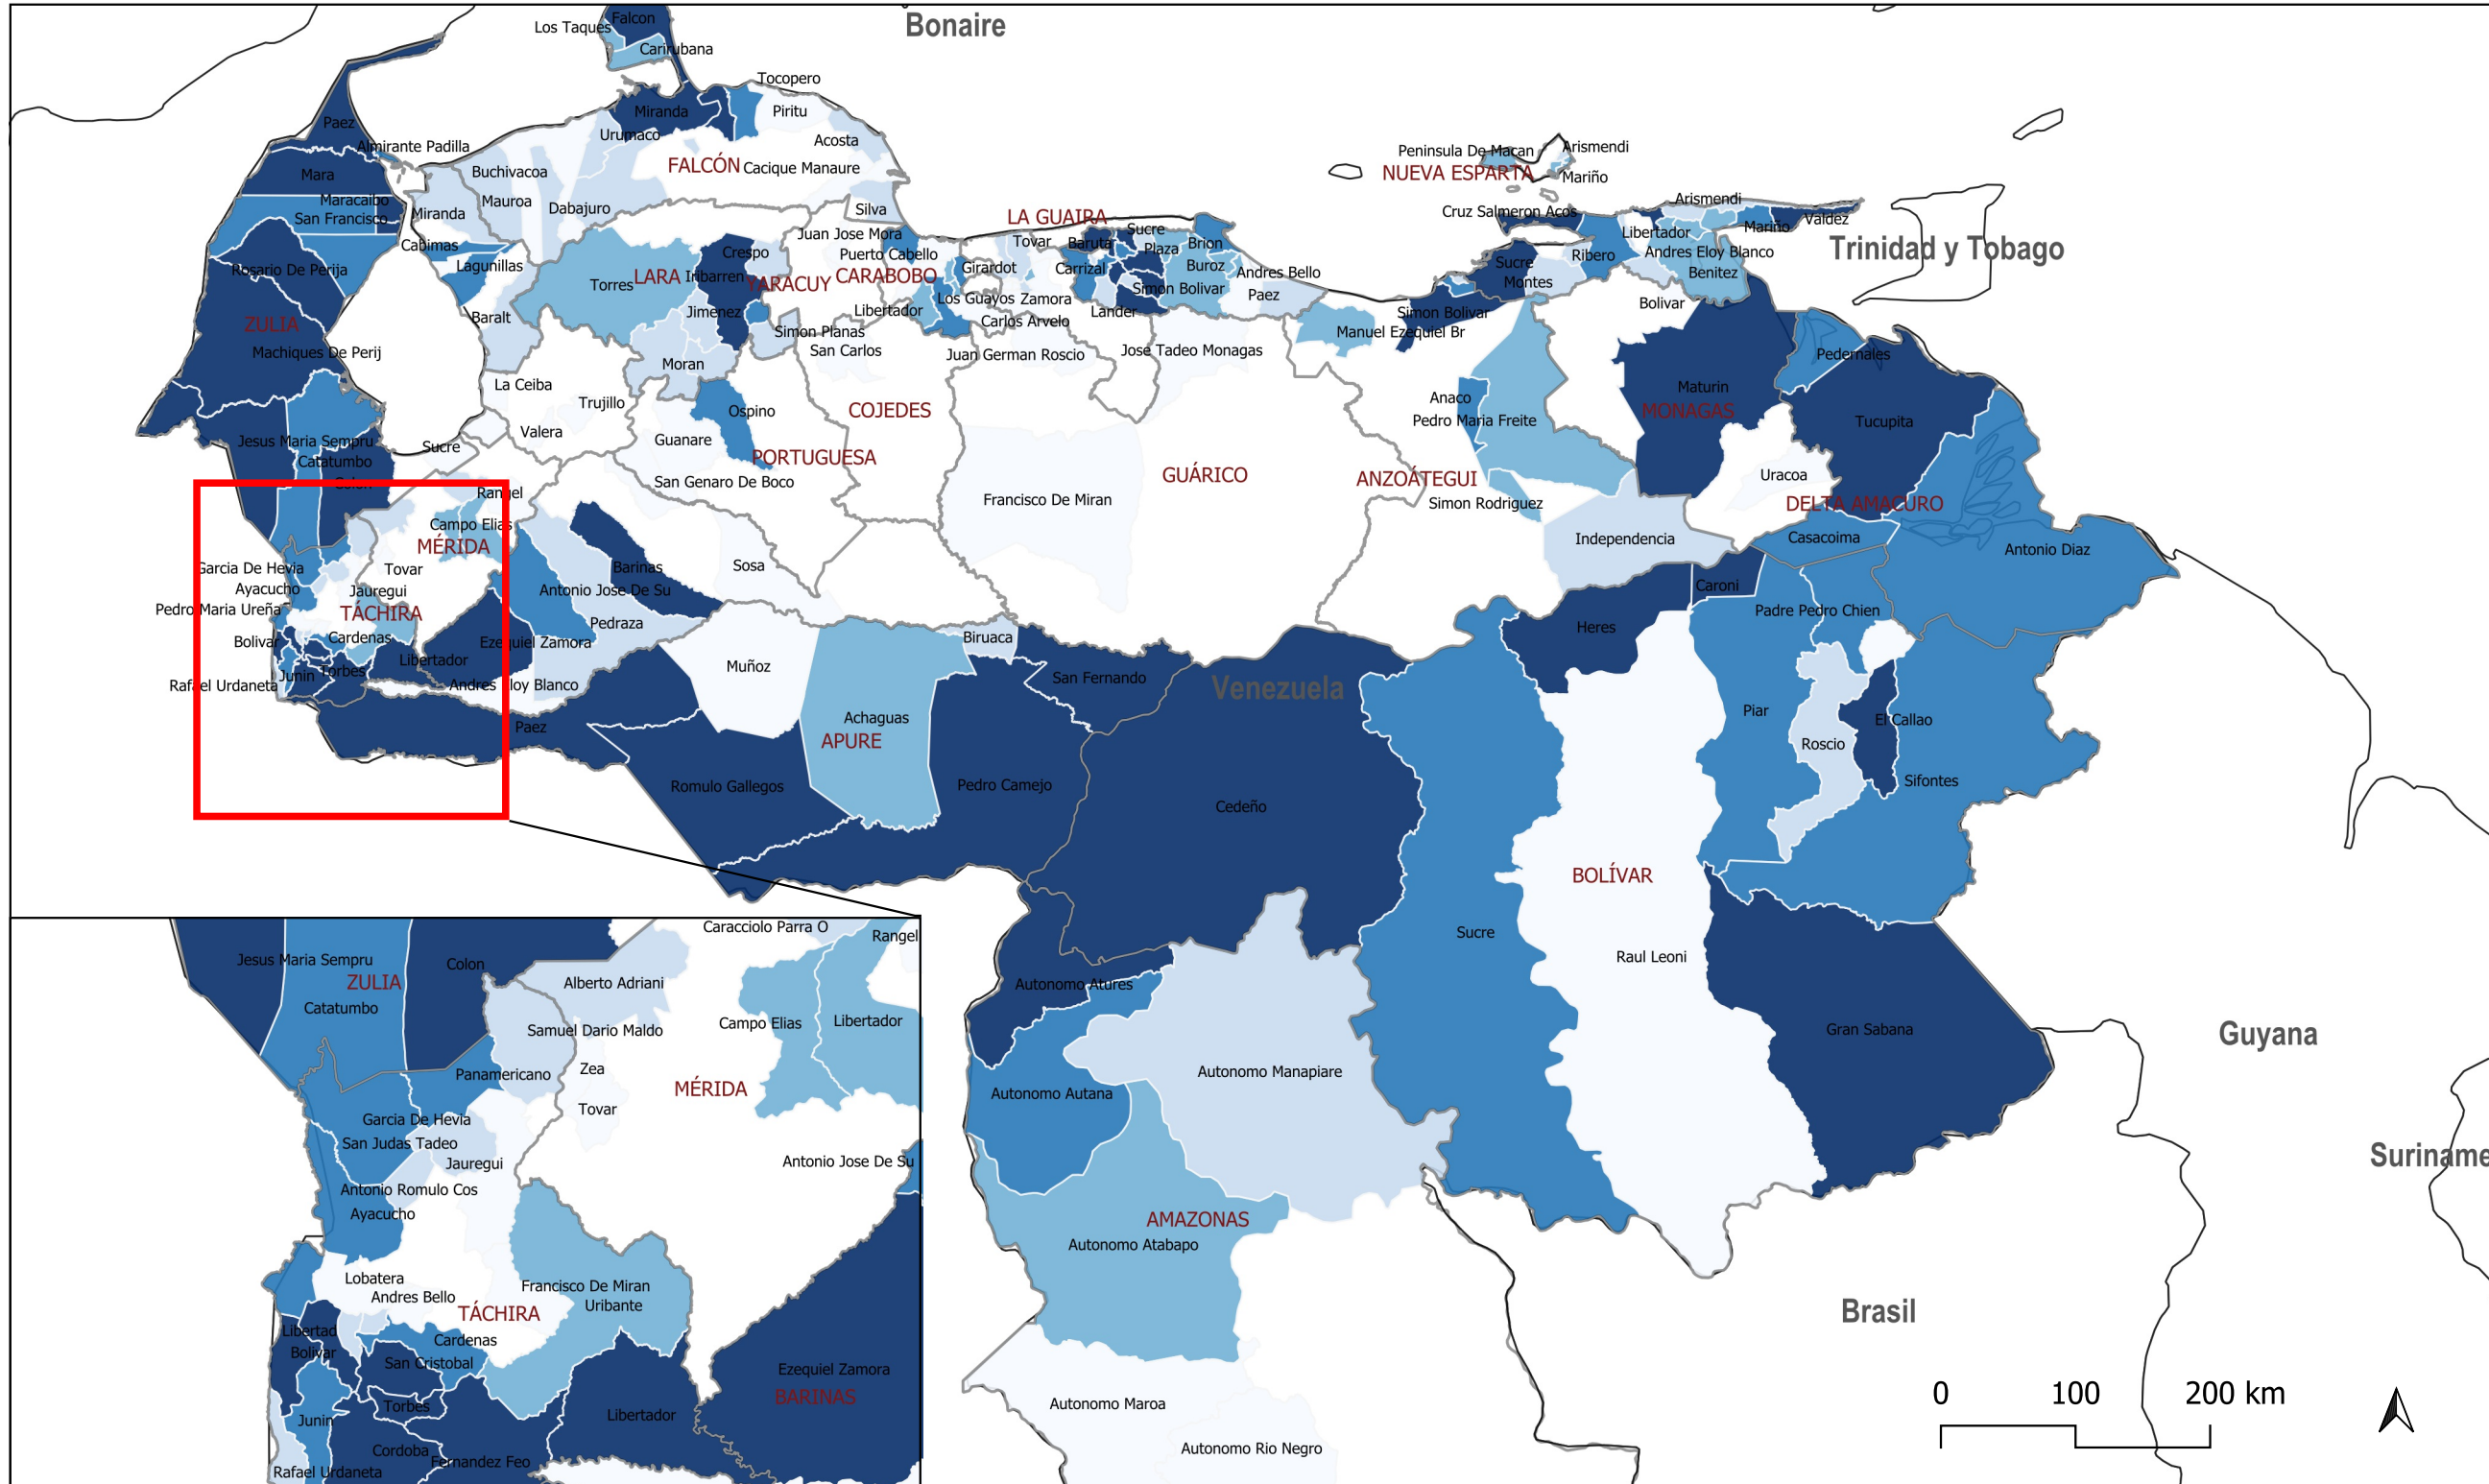 Bonaire
Falcon
Los Taques
Carirubana
Tocopero
Miranda
Piritu
Paez
Urumaco
Acosta
Almirante Padilla
FALCÓN
Cacique Manaure
Buchivacoa
Mara
Mauroa
Dabajuro
Maracaibo
San Francisco
Miranda
Silva
Cabimas
Lagunillas
Rosario De Perija
Peninsula De Macan
Arismendi
NUEVA ESPARTA
Mariño
Arismendi
Cruz Salmeron Acos
Mariño
Valdez
Libertador
Andres Eloy Blanco
Benitez
Trinidad y Tobago
LA GUAIRA
Juan Jose Mora
Tovar
Baruta
Sucre
Plaza
Brion
Puerto Cabello
Crespo
Torres
LARA
Iribarren
YARACUY
CARABOBO
Girardot
Carrizal
Buroz
Andres Bello
Los Guayos
Zamora
Simon Bolivar
Paez
Lander
Libertador
Carlos Arvelo
Jimenez
Simon Planas
San Carlos
Juan German Roscio
Jose Tadeo Monagas
Sucre
Ribero
Montes
Bolivar
Simon Bolivar
Manuel Ezequiel Br
Pedernales
ZULIA
Baralt
Machiques De Perij
Moran
La Ceiba
Trujillo
Valera
Ospino
Guanare
COJEDES
PORTUGUESA
San Genaro De Boco
Sucre
Jesus Maria Sempru
Catatumbo
Colon
Francisco De Miran
GUÁRICO
ANZOÁTEGUI
Anaco
Pedro Maria Freite
Simon Rodriguez
Maturin
MONAGAS
Tucupita
Uracoa
DELTA AMACURO
Independencia
Casacoima
Antonio Diaz
Rangel
Campo Elias
MÉRIDA
Tovar
Garcia De Hevia
Ayacucho
Jauregui
Pedro Maria Ureña
TÁCHIRA
Bolivar
Cardenas
Ezequiel Zamora
Libertador
Junin
Torbes
Rafael Urdaneta
Andres Eloy Blanco
Barinas
Antonio Jose De Su
Pedraza
Sosa
Paez
Muñoz
Biruaca
San Fernando
Achaguas
APURE
Romulo Gallegos
Pedro Camejo
Venezuela
Cedeño
Heres
Caroni
Padre Pedro Chien
Piar
El Callao
Roscio
Sifontes
BOLÍVAR
Sucre
Raul Leoni
Gran Sabana
Autonomo Atures
Autonomo Autana
Autonomo Manapiare
AMAZONAS
Autonomo Atabapo
Autonomo Maroa
Autonomo Rio Negro
Guyana
Suriname
Brasil
0 100 200 km
Caracciolo Parra O
Rangel
Jesus Maria Sempru
ZULIA
Colon
Catatumbo
Alberto Adriani
Samuel Dario Maldo
Campo Elias
Libertador
Panamericano
Zea
MÉRIDA
Tovar
Garcia De Hevia
San Judas Tadeo
Jauregui
Antonio Jose De Su
Antonio Romulo Cos
Ayacucho
Lobatera
Andres Bello
Francisco De Miran
Uribante
TÁCHIRA
Libertad
Bolivar
Cardenas
San Cristobal
Ezequiel Zamora
BARINAS
Torbes
Junin
Libertador
Cordoba
Fernandez Feo
Rafael Urdaneta